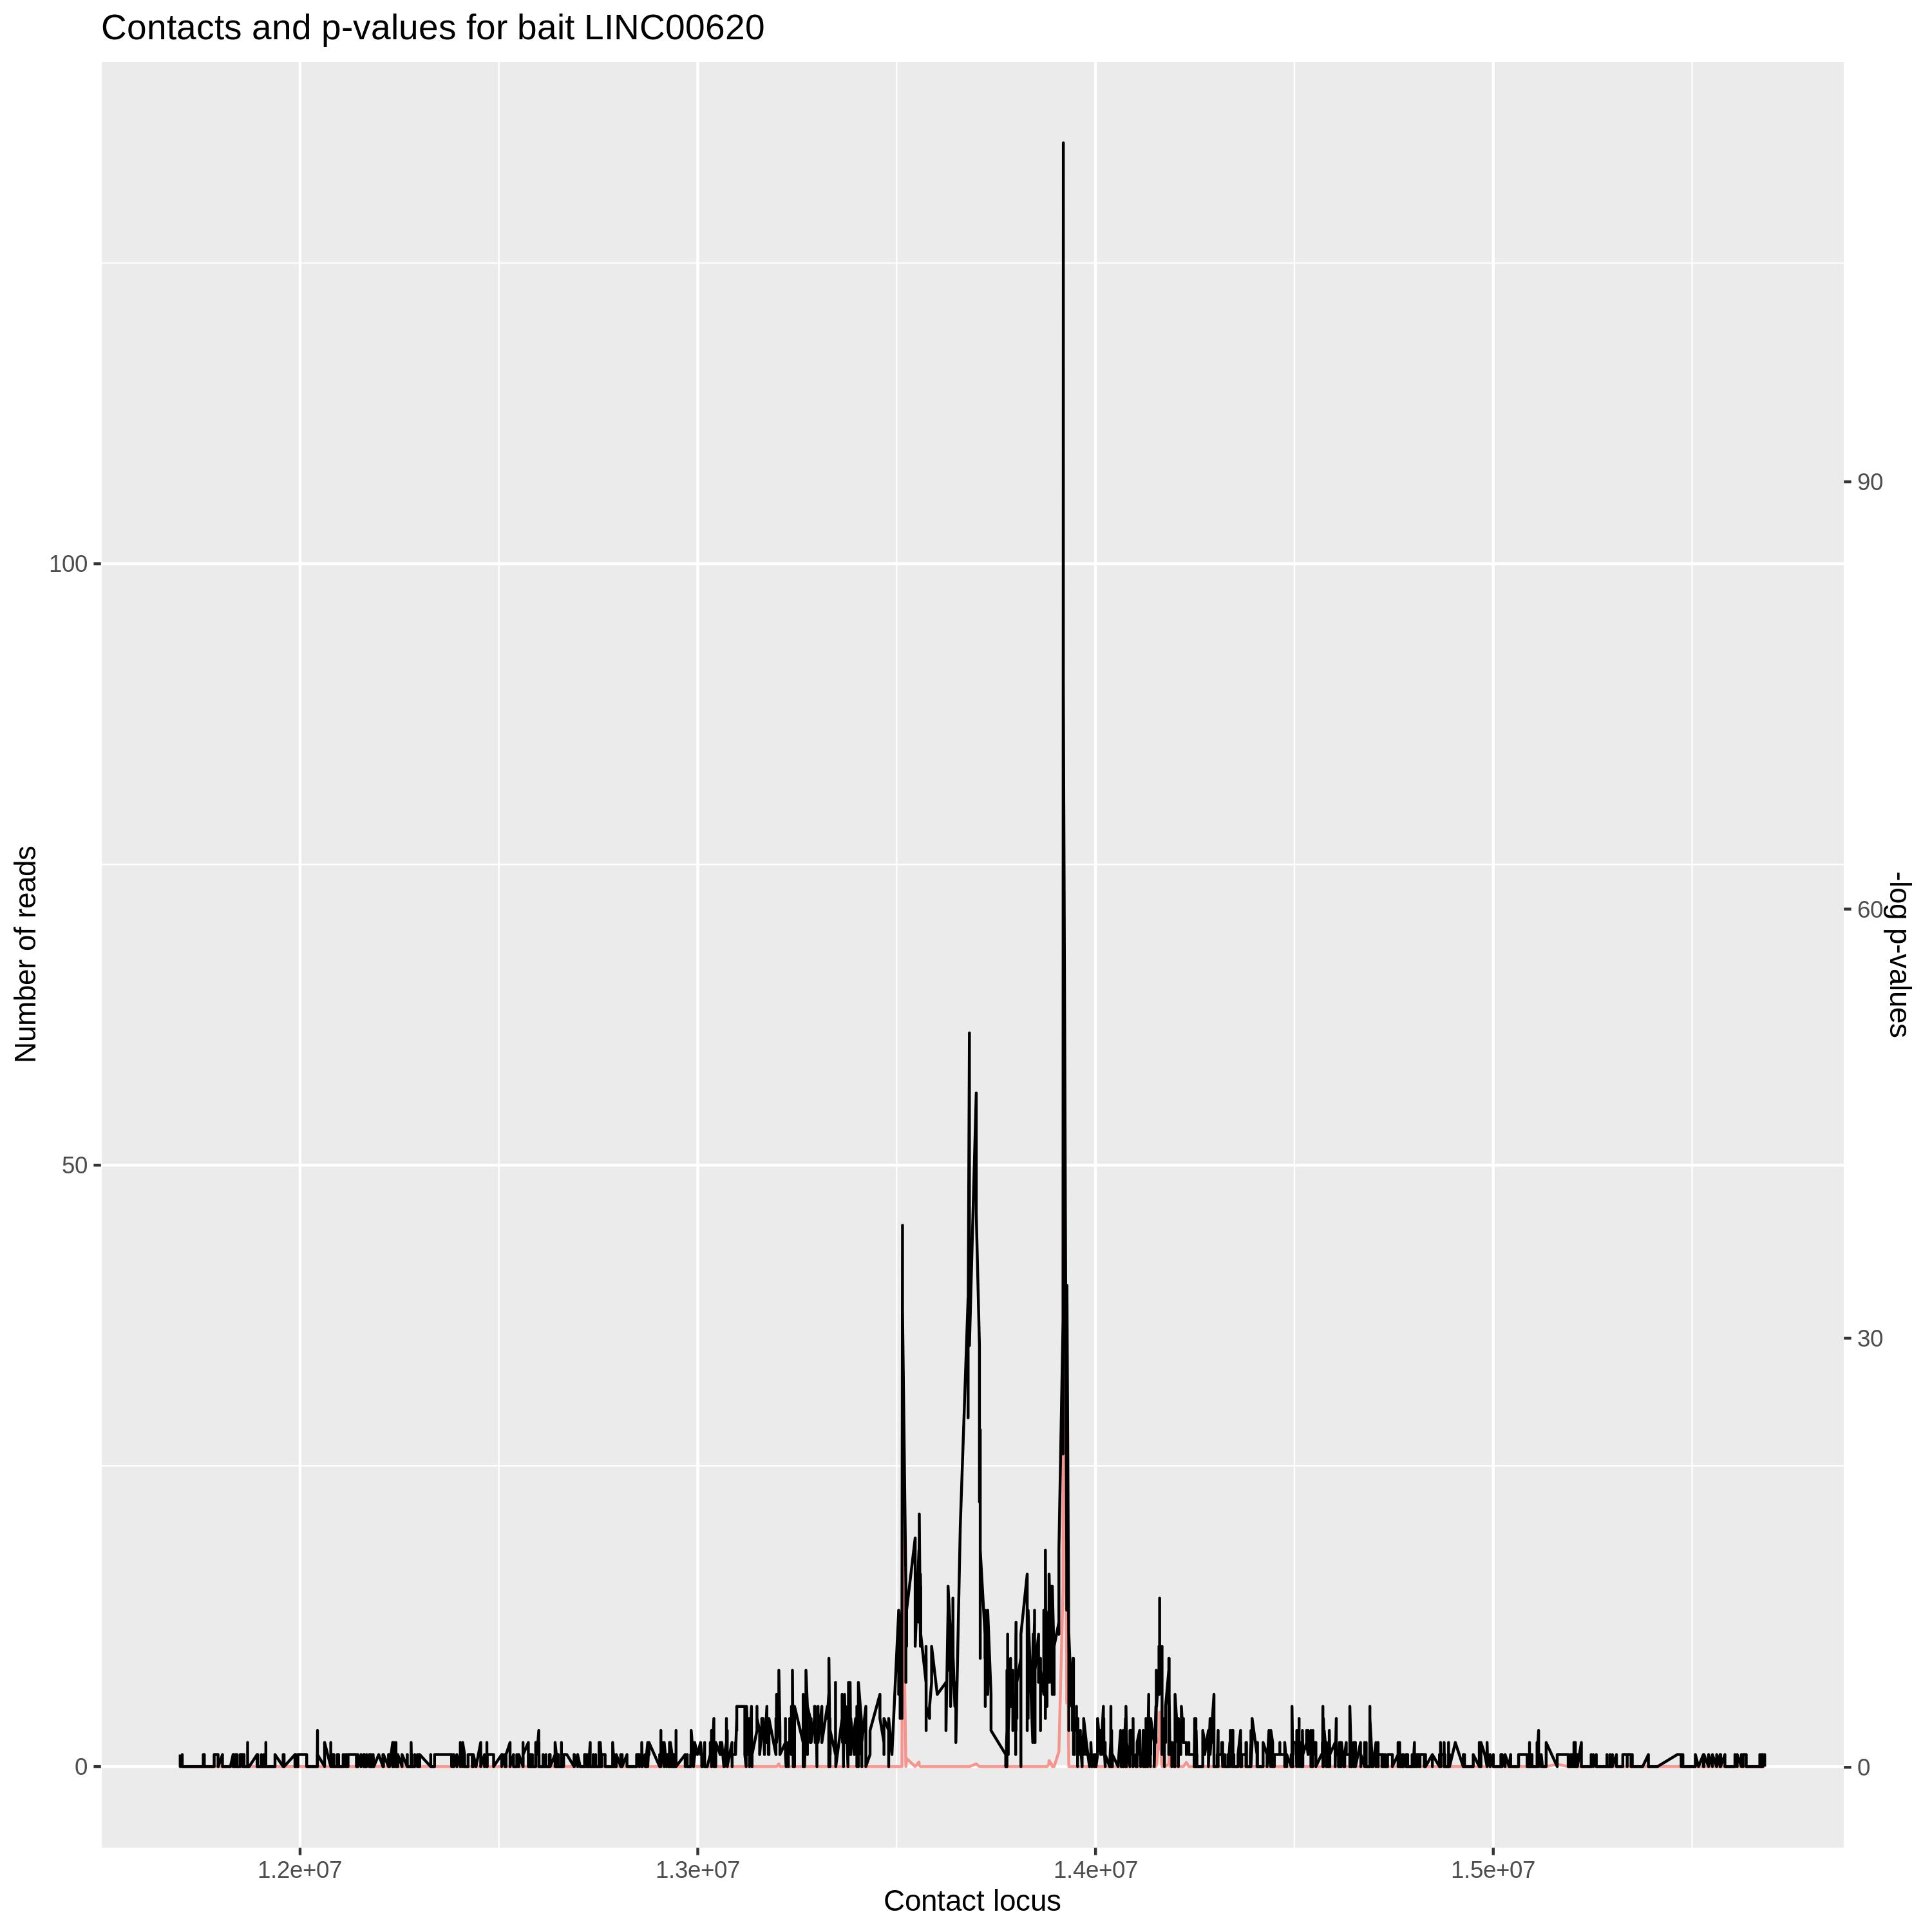 Contacts and p-values for bait LINC00620
Number of reads
100
50
0
90
60
30
0
-log p-values
1.2e+07 1.3e+07 1.4e+07 1.5e+07
Contact locus